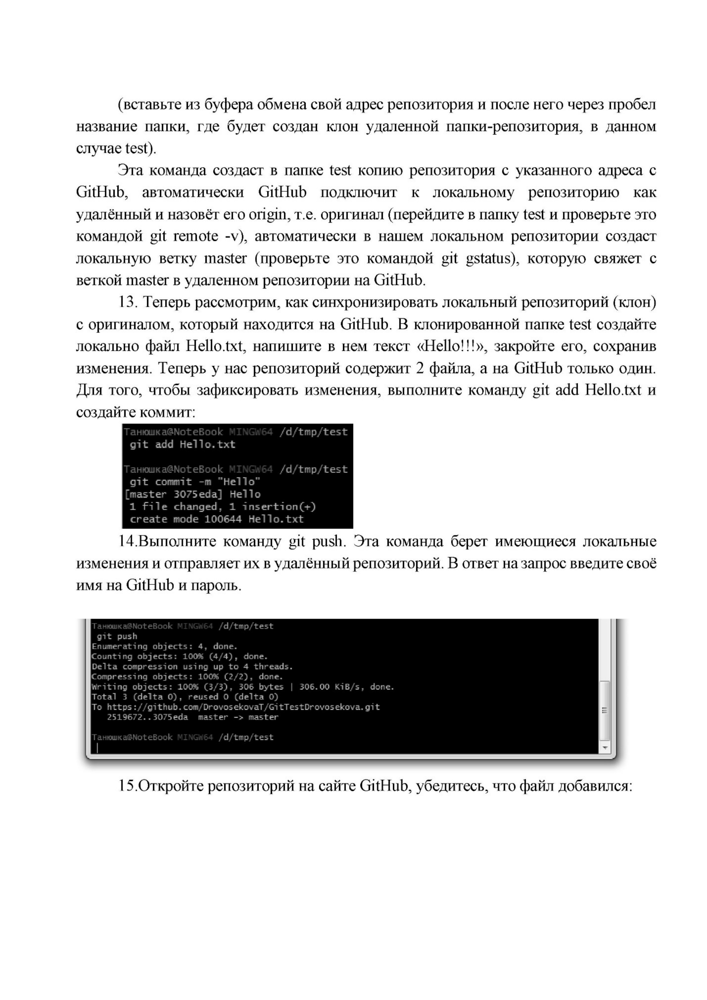 (вставьте из буфера обмена свой адрес репозитория и после него через пробел
название папки, где будет создан клон удаленной папки-репозитория, в данном
случае test).
Эта команда создаст в папке test копию репозитория с указанного адреса с
GitHub, автоматически GitHub подключит к локальному репозиторию как
удалённый и назовёт его origin, т.е. оригинал (перейдите в папку test и проверьте это
командой git remote -v), автоматически в нашем локальном репозитории создаст
локальную ветку master (проверьте это командой git gstatus), которую свяжет с
веткой master в удаленном репозитории на GitHub.
13. Теперь рассмотрим, как синхронизировать локальный репозиторий (клон)
с оригиналом, который находится на GitHub. В клонированной папке test создайте
локально файл Hello.txt, напишите в нем текст «Hello!!!», закройте его, сохранив
изменения. Теперь у нас репозиторий содержит 2 файла, а на GitHub только один.
Для того, чтобы зафиксировать изменения, выполните команду git add Hello.txt и
создайте коммит:
Танюшка@NoteBook MINGW64 /d/tmp/test
git add Hello.txt
Танюшка@NoteBook MINGW64 /d/tmp/test
git commit -m "Hello"
[master 3075eda] Hello
1 file changed, 1 insertion(+)
create mode 100644 Hello.txt
14.Выполните команду git push. Эта команда берет имеющиеся локальные
изменения и отправляет их в удалённый репозиторий. В ответ на запрос введите своё
имя на GitHub и пароль.
Танюшка@NoteBook MINGW64 /d/tmp/test
git push
Enumerating objects: 4, done.
Counting objects: 100% (4/4), done.
Delta compression using up to 4 threads.
Compressing objects: 100% (2/2), done.
Writing objects: 100% (3/3), 306 bytes | 306.00 KiB/s, done.
Total 3 (delta 0), reused 0 (delta 0)
To https://github.com/DrovosekovaT/GitTestDrovosekova.git
2519672..3075eda master -> master
Танюшка@NoteBook MINGW64 /d/tmp/test
15.Откройте репозиторий на сайте GitHub, убедитесь, что файл добавился: